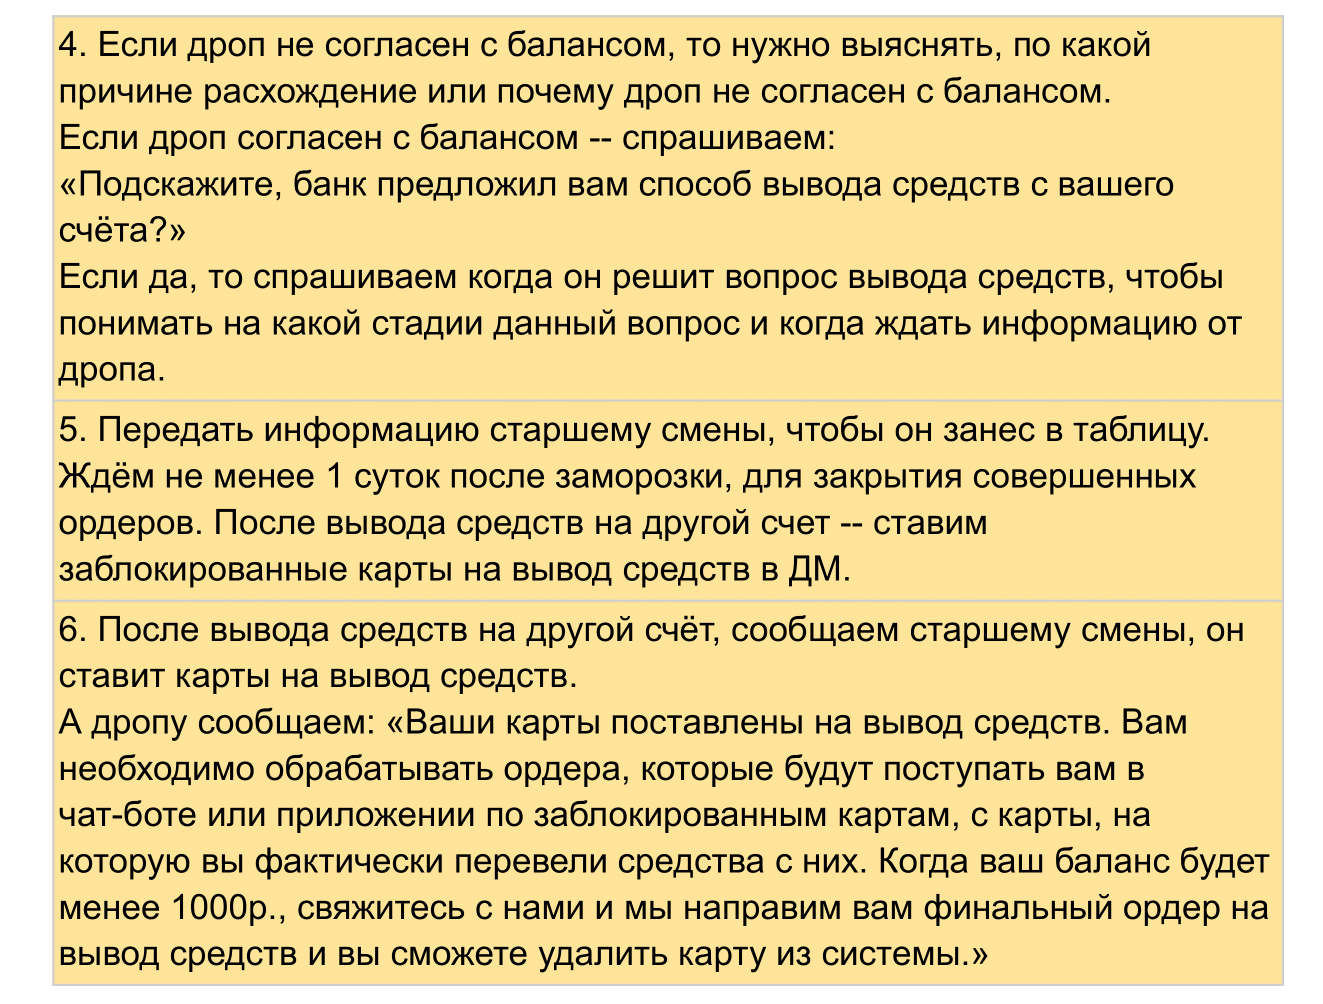 4. Если дроп не согласен с балансом, то нужно выяснять, по какой
причине расхождение или почему дроп не согласен с балансом.
Если дроп согласен с балансом -- спрашиваем:
«Подскажите, банк предложил вам способ вывода средств с вашего
счёта?»
Если да, то спрашиваем когда он решит вопрос вывода средств, чтобы
понимать на какой стадии данный вопрос и когда ждать информацию от
дропа.
5. Передать информацию старшему смены, чтобы он занес в таблицу.
Ждём не менее 1 суток после заморозки, для закрытия совершенных
ордеров. После вывода средств на другой счет -- ставим
заблокированные карты на вывод средств в ДМ.
6. После вывода средств на другой счёт, сообщаем старшему смены, он
ставит карты на вывод средств.
А дропу сообщаем: «Ваши карты поставлены на вывод средств. Вам
необходимо обрабатывать ордера, которые будут поступать вам в
чат-боте или приложении по заблокированным картам, с карты, на
которую вы фактически перевели средства с них. Когда ваш баланс будет
менее 1000р., свяжитесь с нами и мы направим вам финальный ордер на
вывод средств и вы сможете удалить карту из системы.»